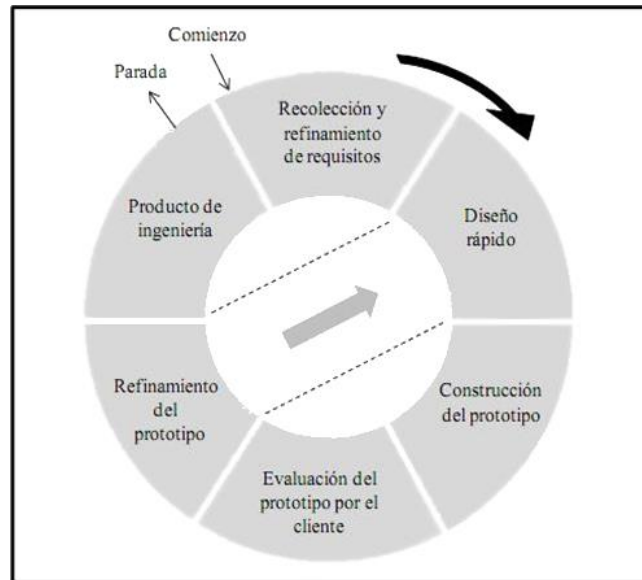 Comienzo
Parada
Recolección y
refinamiento
de requisitos
Diseño
rápido
Construcción
del prototipo
Evaluación del
prototipo por el
cliente
Refinamiento
del
prototipo
Producto de
ingeniería